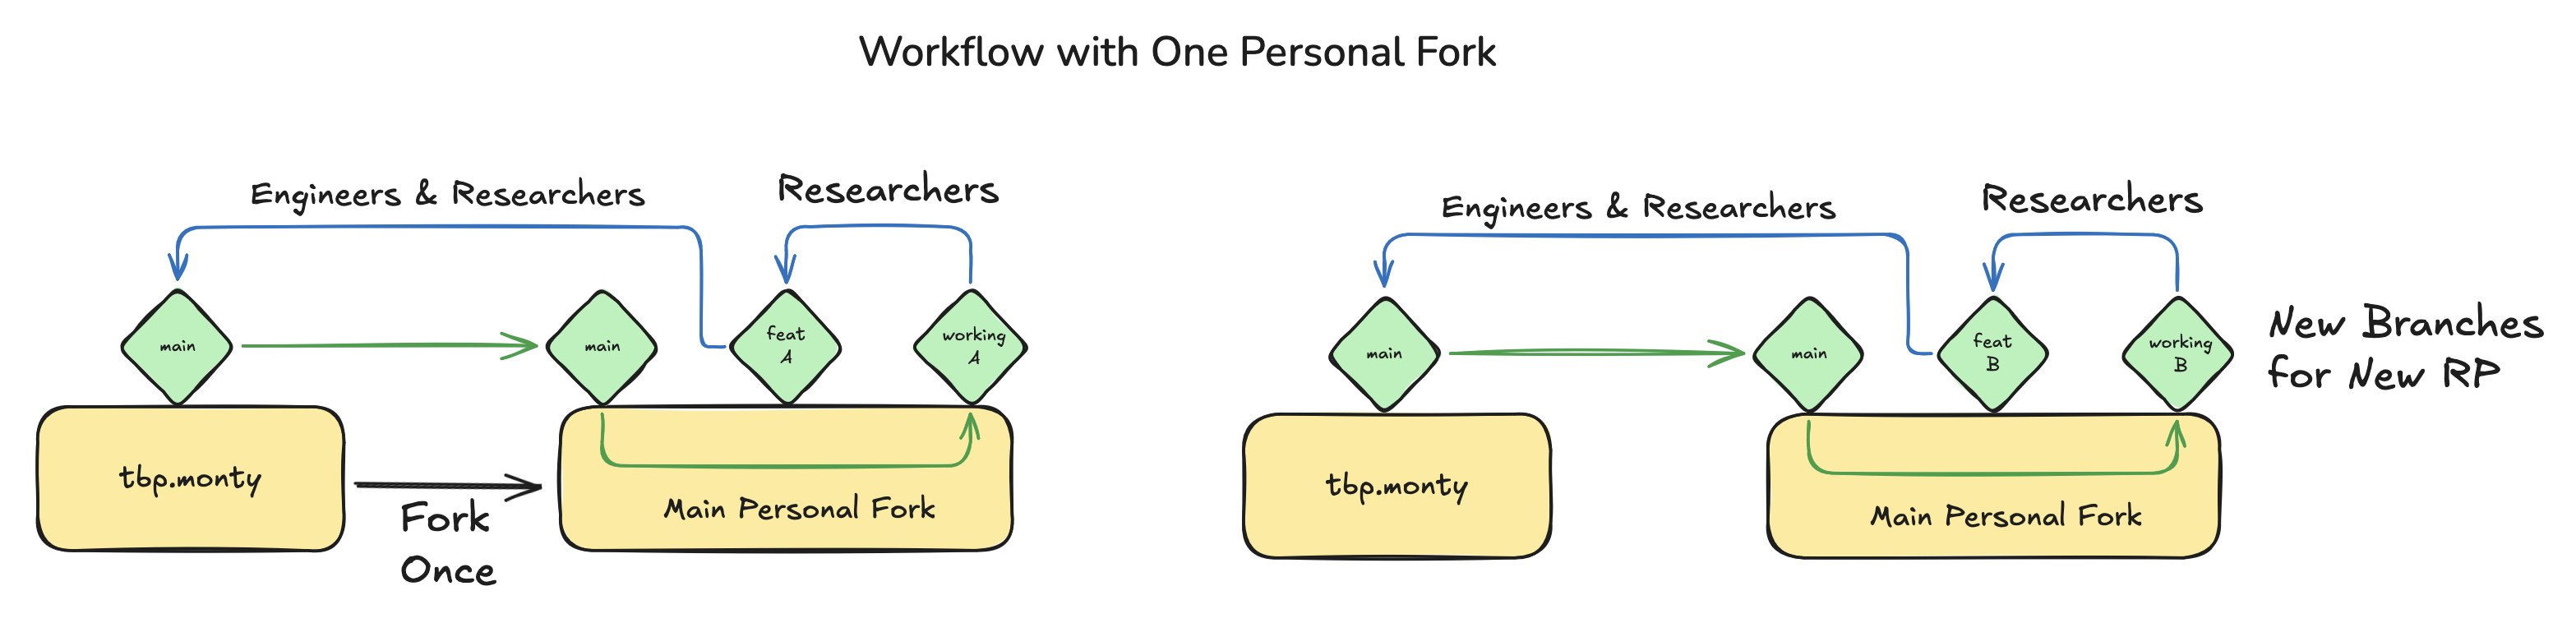 Workflow with One Personal Fork
Engineers & Researchers
Researchers
main
main
feat
A
working
A
tbp.monty
Fork
Once
Main Personal Fork
Engineers & Researchers
Researchers
main
main
feat
B
working
B
New Branches
for New RP
tbp.monty
Main Personal Fork